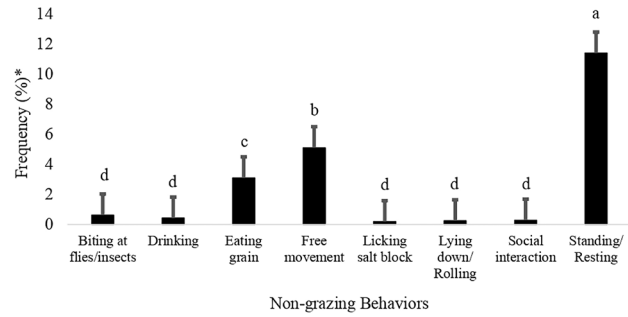 14
12
10
8
6
4
2
0
Frequency (%)*
d
d
c
b
d
d
d
a
Biting at
flies/insects
Drinking
Eating
grain
Free
movement
Licking
salt block
Lying
down/
Rolling
Social
interaction
Standing/
Resting
Non-grazing Behaviors